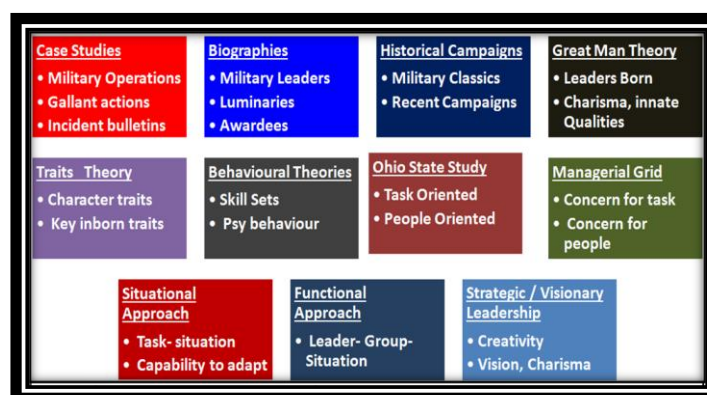 Case Studies
• Military Operations
• Gallant actions
• Incident bulletins
Biographies
• Military Leaders
• Luminaries
• Awardees
Historical Campaigns
• Military Classics
• Recent Campaigns
Great Man Theory
• Leaders Born
• Charisma, innate
Qualities
Traits Theory
• Character traits
• Key inborn traits
Behavioural Theories
• Skill Sets
• Psy behaviour
Ohio State Study
• Task Oriented
• People Oriented
Managerial Grid
• Concern for task
• Concern for
people
Situational
Approach
• Task- situation
• Capability to adapt
Functional
Approach
• Leader- Group-
Situation
Strategic / Visionary
Leadership
• Creativity
• Vision, Charisma